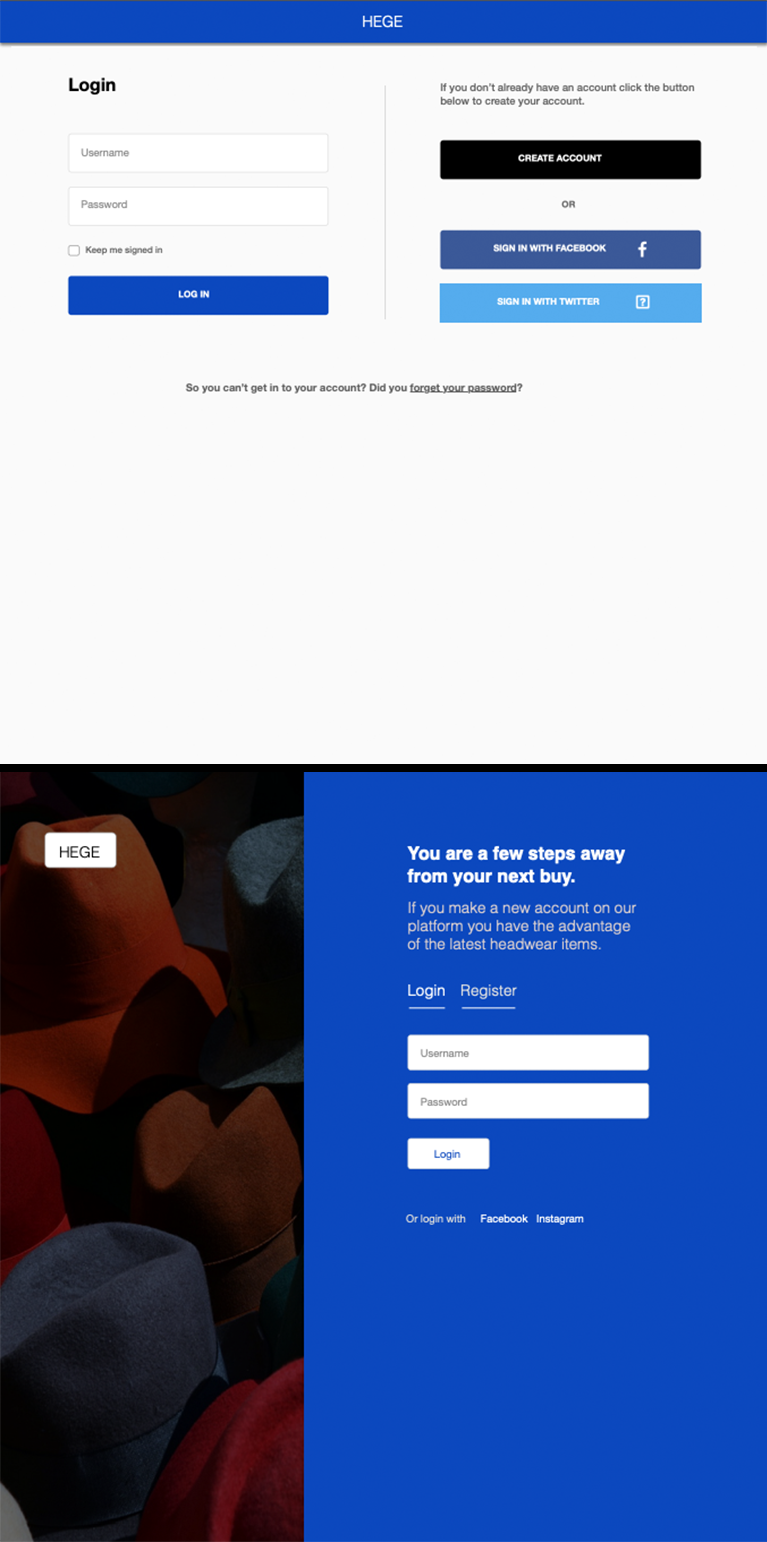 HEGE
Login
Username
Password
Keep me signed in
LOG IN
If you don't already have an account click the button
below to create your account.
CREATE ACCOUNT
OR
SIGN IN WITH FACEBOOK f
SIGN IN WITH TWITTER ?
So you can't get in to your account? Did you forget your password?
HEGE
You are a few steps away
from your next buy.
If you make a new account on our
platform you have the advantage
of the latest headwear items.
Login Register
Username
Password
Login
Or login with Facebook Instagram